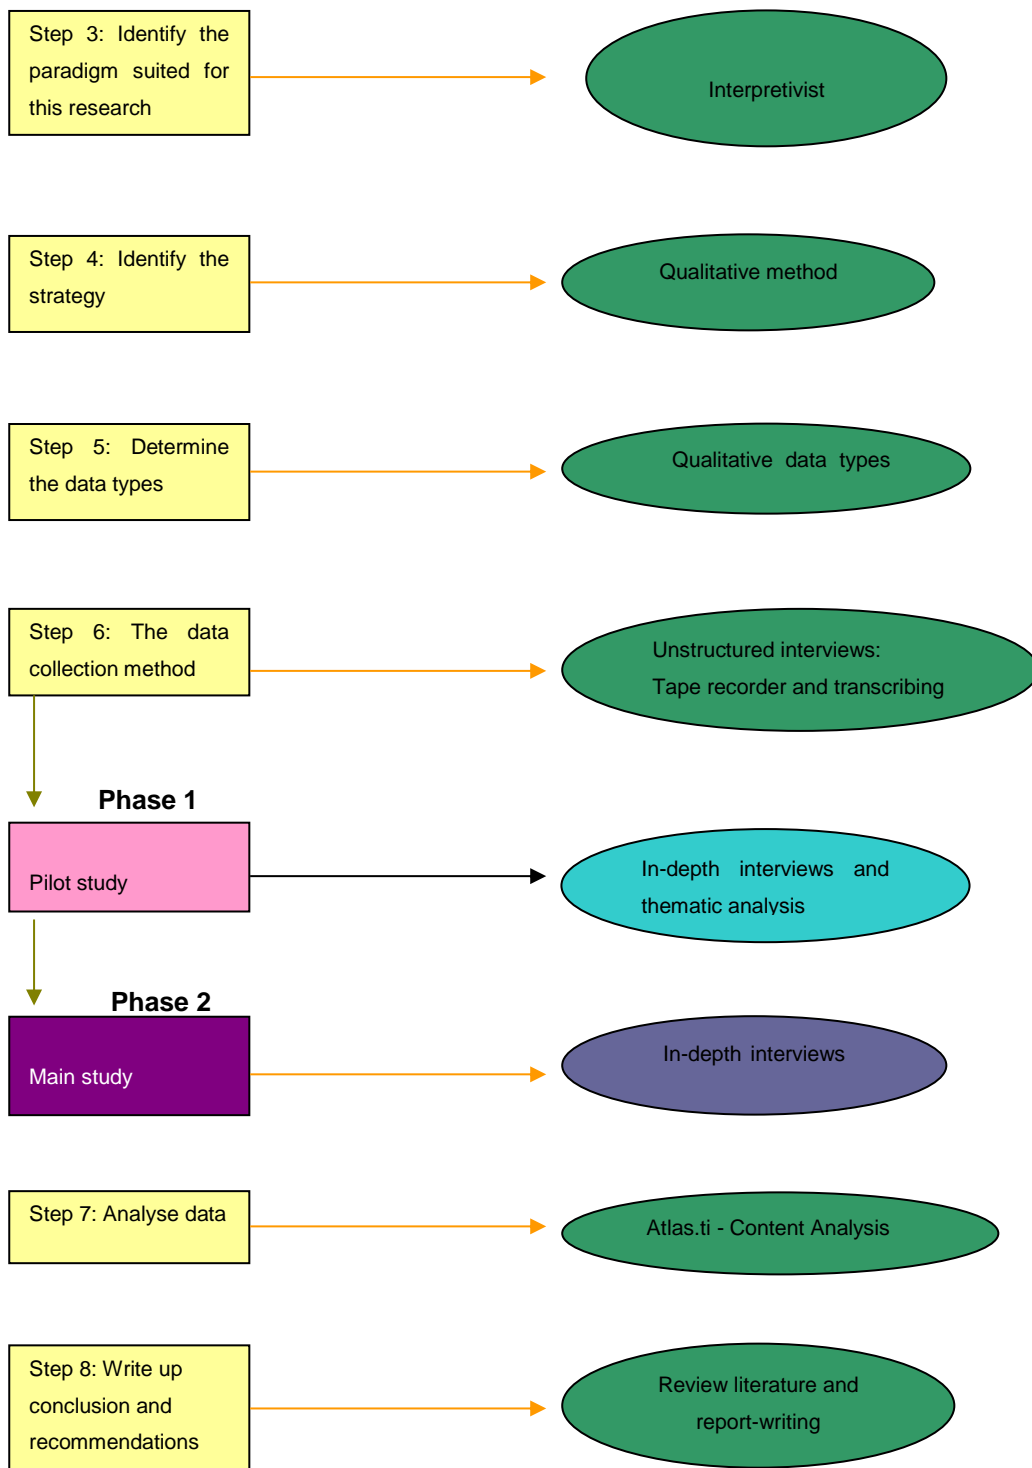 Step 3: Identify the
paradigm suited for
this research
Interpretivist
Step 4: Identify the
strategy
Qualitative method
Step 5: Determine
the data types
Qualitative data types
Step 6: The data
collection method
Unstructured interviews:
Tape recorder and transcribing
Phase 1
Pilot study
In-depth interviews and
thematic analysis
Phase 2
Main study
In-depth interviews
Step 7: Analyse data
Atlas.ti - Content Analysis
Step 8: Write up
conclusion and
recommendations
Review literature and
report-writing